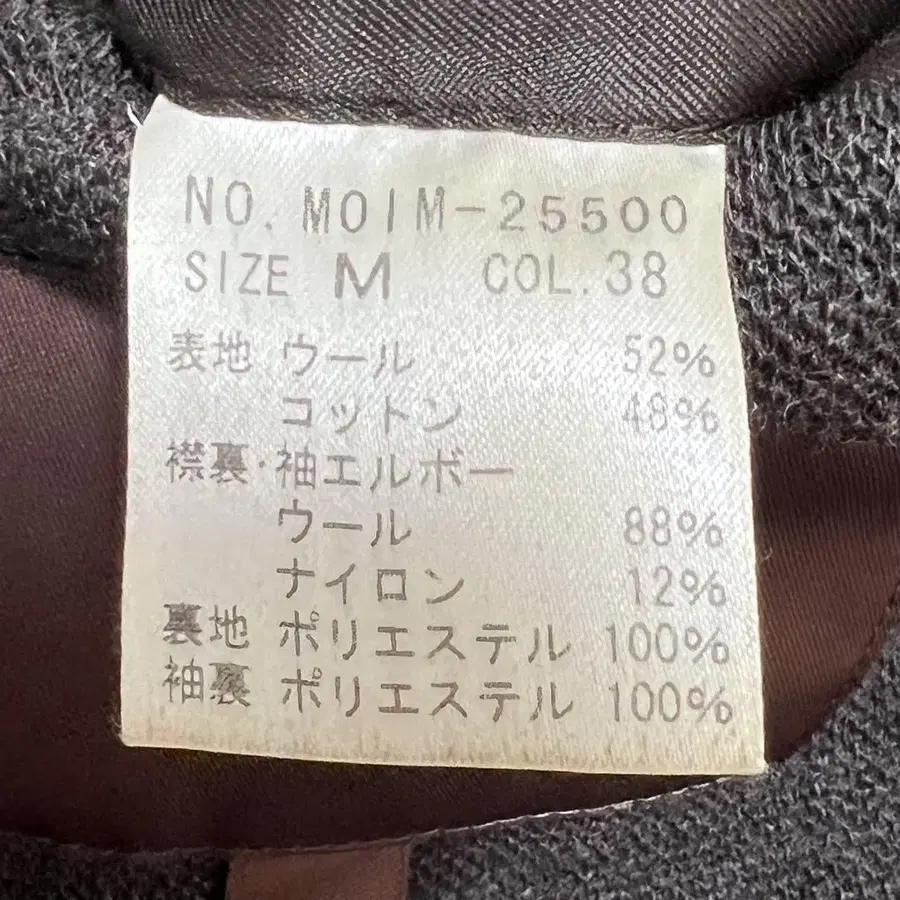 NO. MOIM-25500
SIZE M COL.38
表地 ウール 52%
コットン 48%
襟裏・袖エルボー
ウール 88%
ナイロン 12%
裏地 ポリエステル 100%
袖裏 ポリエステル 100%